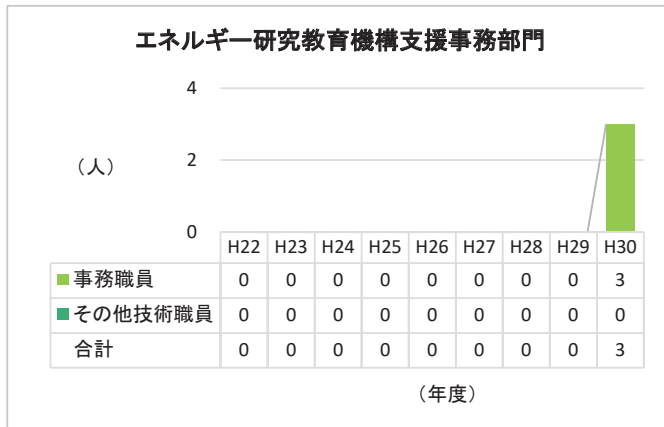 エネルギー研究教育機構支援事務部門
4
（人）
2
0
H22 H23 H24 H25 H26 H27 H28 H29 H30
事務職員 0 0 0 0 0 0 0 0 3
その他技術職員 0 0 0 0 0 0 0 0 0
合計 0 0 0 0 0 0 0 0 3
（年度）